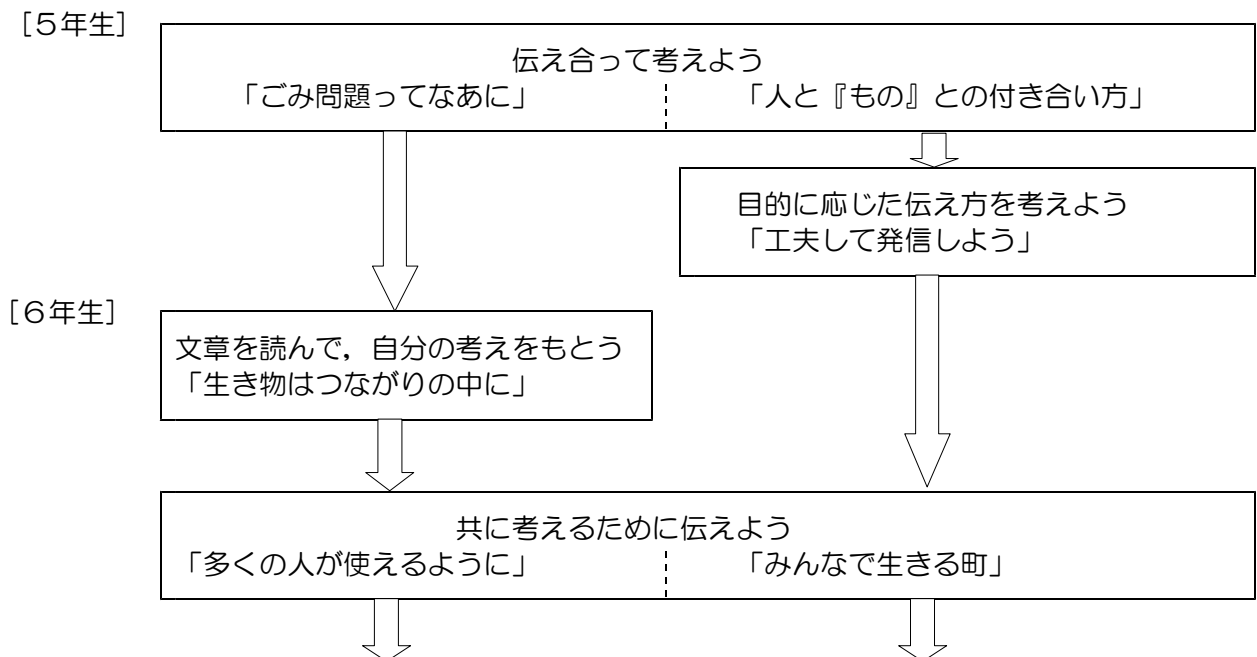 ［５年生］
伝え合って考えよう
「ごみ問題ってなあに」
「人と『もの』との付き合い方」
目的に応じた伝え方を考えよう
「工夫して発信しよう」
［６年生］
文章を読んで，自分の考えをもとう
「生き物はつながりの中に」
共に考えるために伝えよう
「多くの人が使えるように」
「みんなで生きる町」